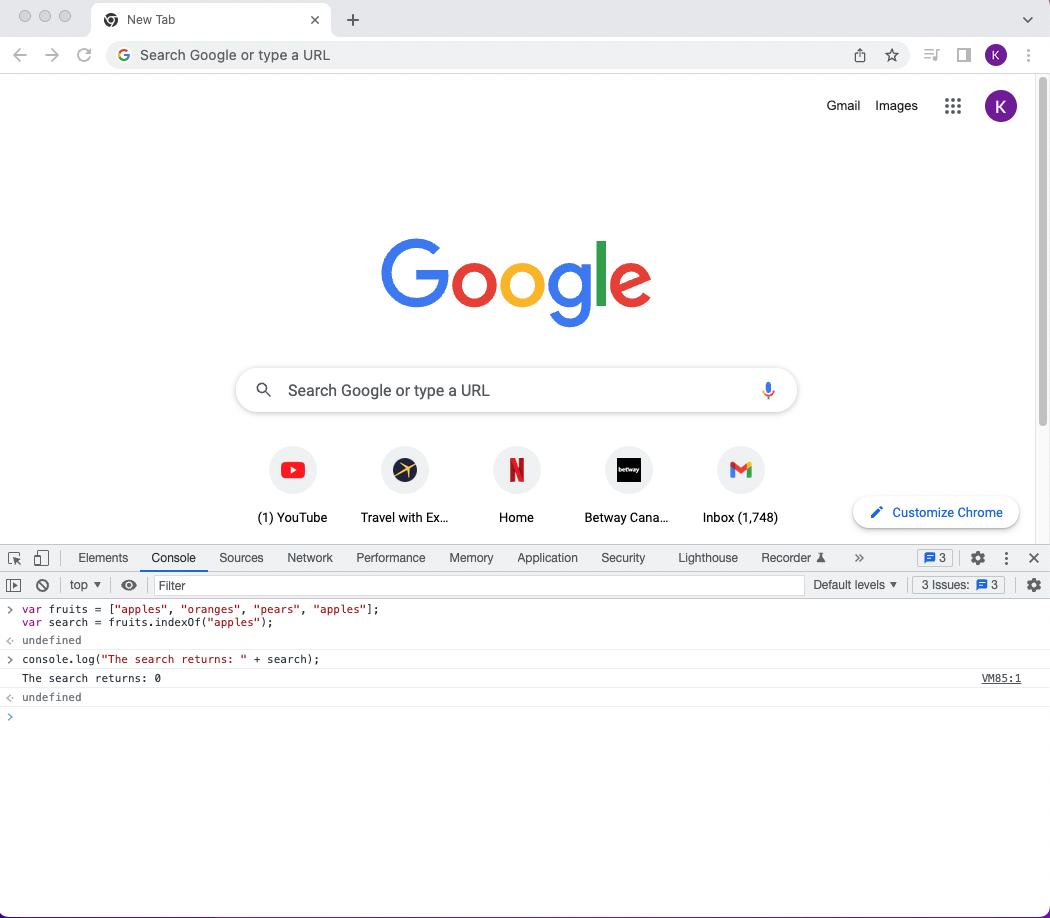 New Tab
Search Google or type a URL
K
Gmail Images
K
Google
Search Google or type a URL
betway
(1) YouTube Travel with Ex... Home Betway Cana... Inbox (1,748)
Customize Chrome
Elements Console Sources Network Performance Memory Application Security Lighthouse Recorder 3
top Filter Default levels 3 Issues: 3
var fruits = ["apples", "oranges", "pears", "apples"];
var search = fruits.indexOf("apples");
undefined
console.log("The search returns: " + search);
The search returns: 0 VM85:1
undefined